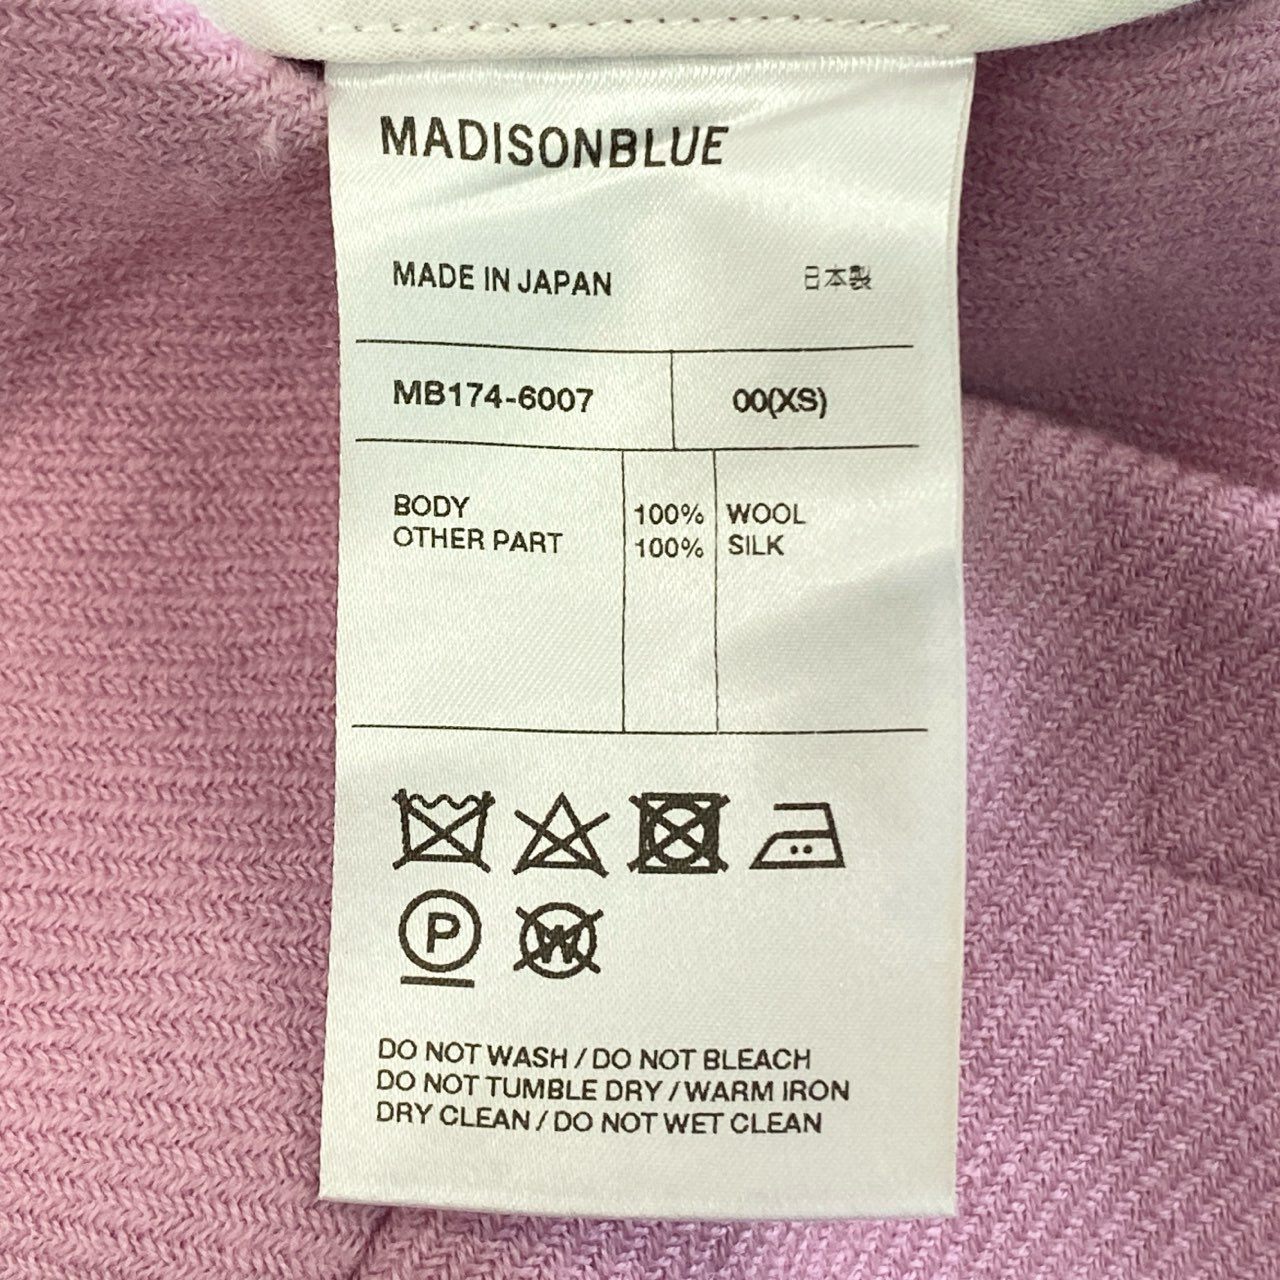 MADISONBLUE
MADE IN JAPAN 日本製
MB174-6007 00(XS)
BODY 100% WOOL
OTHER PART 100% SILK
P W
DO NOT WASH / DO NOT BLEACH
DO NOT TUMBLE DRY / WARM IRON
DRY CLEAN / DO NOT WET CLEAN